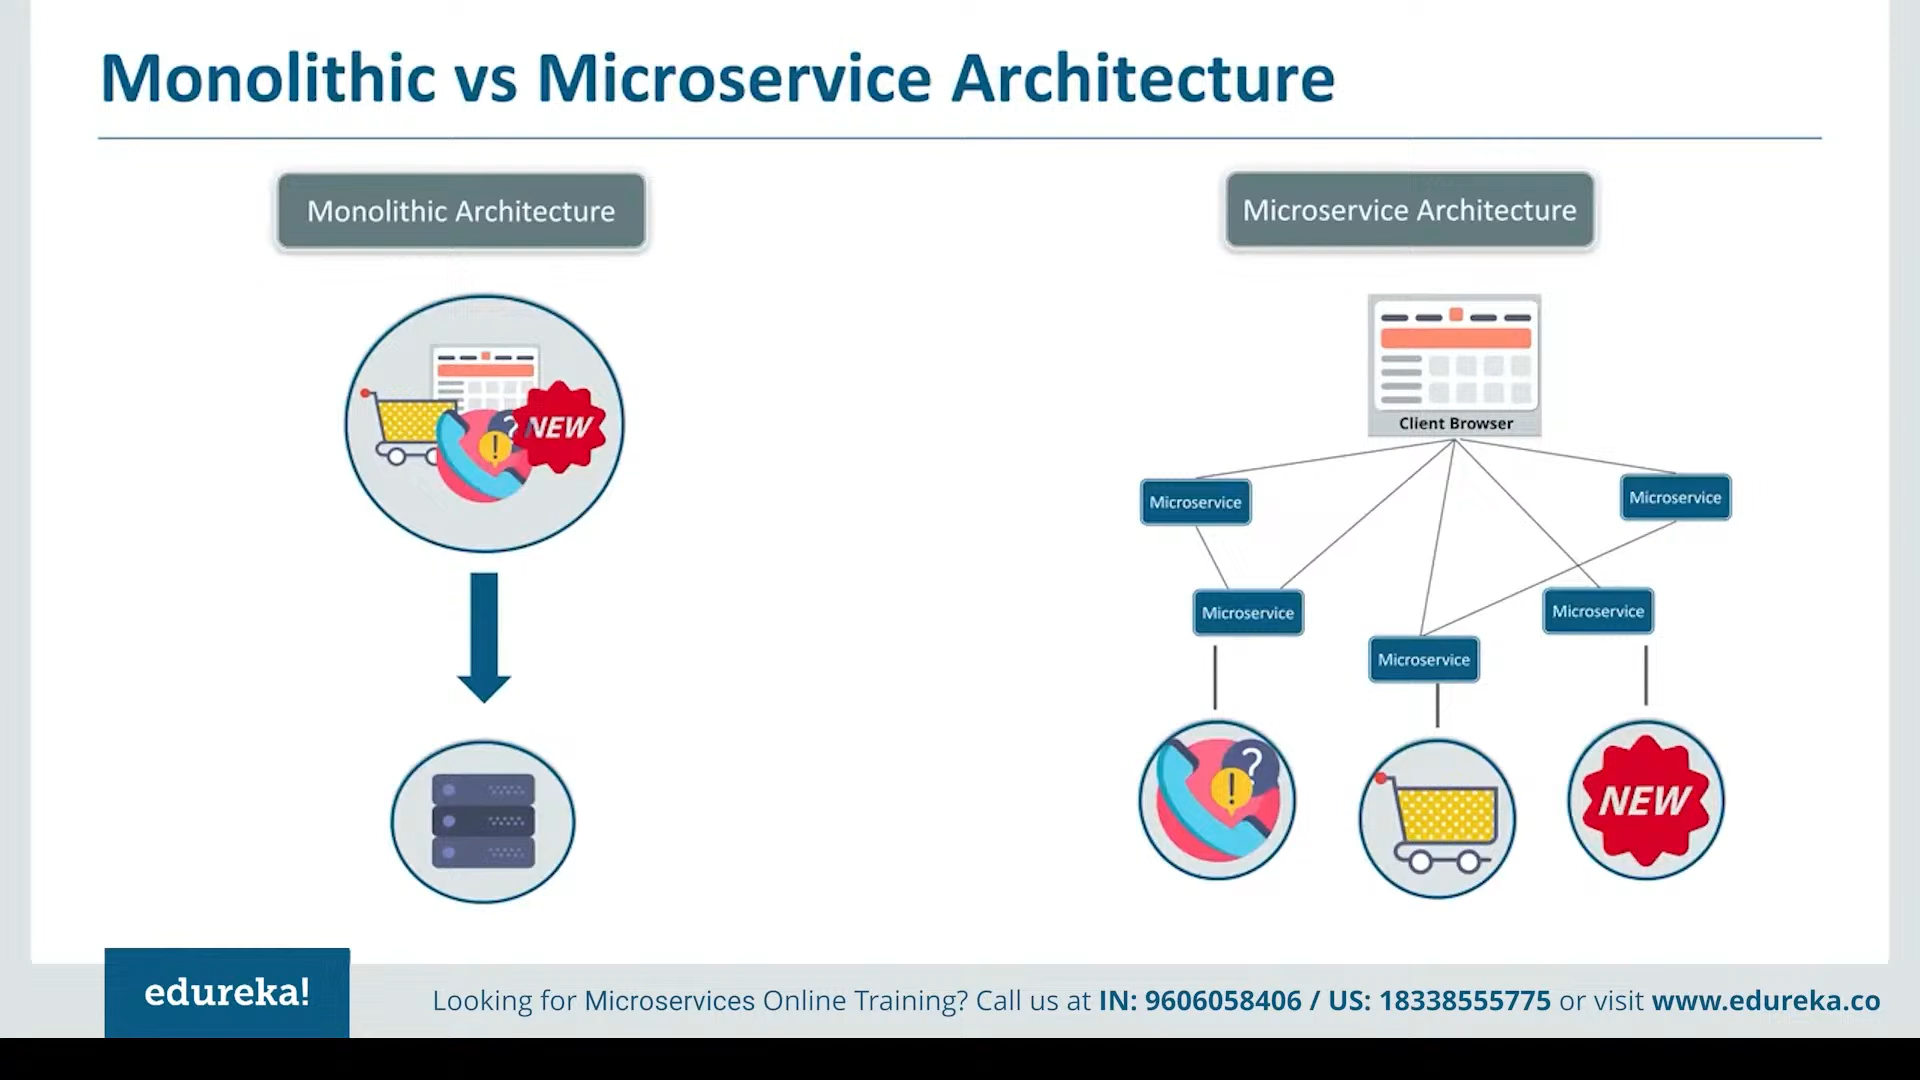 Monolithic vs Microservice Architecture
Monolithic Architecture
Microservice Architecture
NEW
?
!
Client Browser
Microservice
Microservice
Microservice
Microservice
Microservice
?
!
NEW
edureka!
Looking for Microservices Online Training? Call us at IN: 9606058406 / US: 18338555775 or visit www.edureka.co